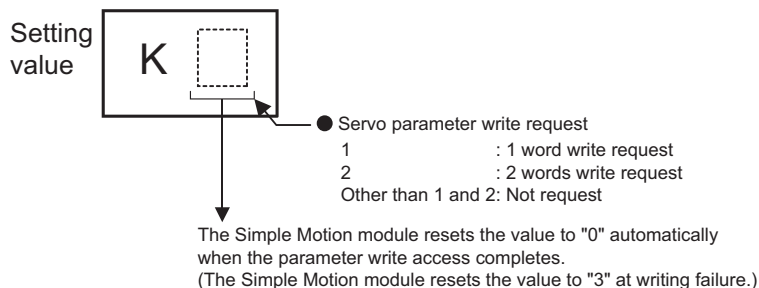 Setting
value
K
● Servo parameter write request
1 : 1 word write request
2 : 2 words write request
Other than 1 and 2: Not request
The Simple Motion module resets the value to "0" automatically
when the parameter write access completes.
(The Simple Motion module resets the value to "3" at writing failure.)